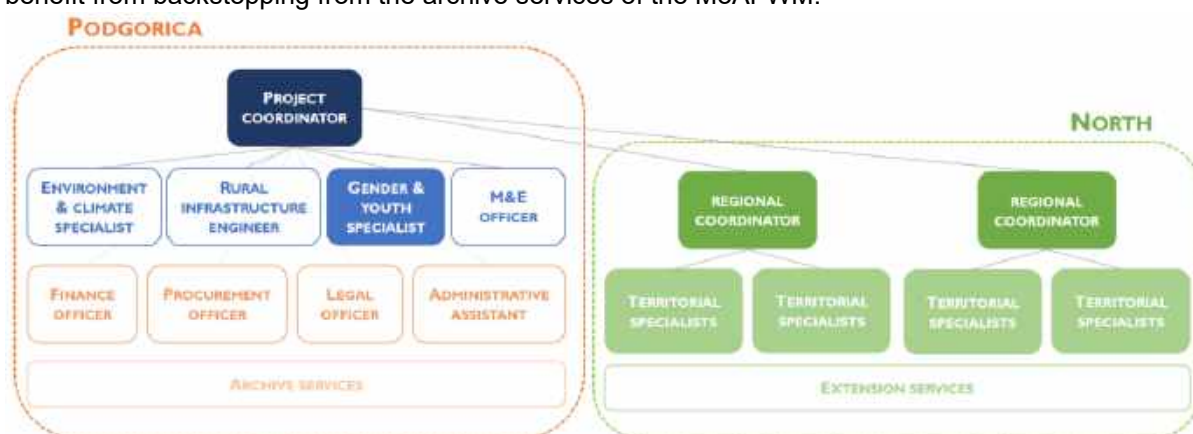 benefit from backstopping from the archive services of the MoAFWM.
PODGORICA
PROJECT
COORDINATOR
NORTH
ENVIRONMENT
& CLIMATE
SPECIALIST
RURAL
INFRASTRUCTURE
ENGINEER
GENDER &
YOUTH
SPECIALIST
M&E
OFFICER
REGIONAL
COORDINATOR
REGIONAL
COORDINATOR
FINANCE
OFFICER
PROCUREMENT
OFFICER
LEGAL
OFFICER
ADMINISTRATIVE
ASSISTANT
TERRITORIAL
SPECIALISTS
TERRITORIAL
SPECIALISTS
TERRITORIAL
SPECIALISTS
TERRITORIAL
SPECIALISTS
ARCHIVE SERVICES
EXTENSION SERVICES